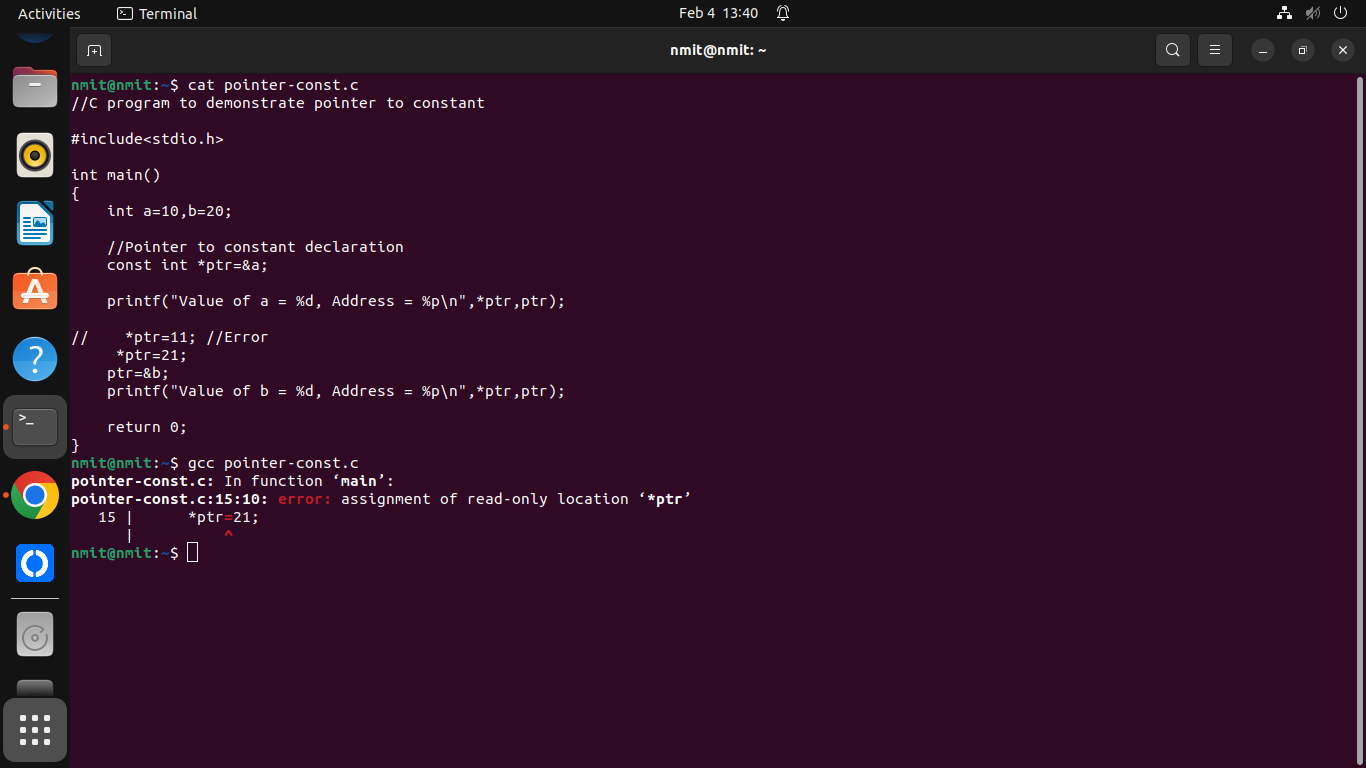 Activities Terminal Feb 4 13:40
nmit@nmit: ~
nmit@nmit:~$ cat pointer-const.c
//C program to demonstrate pointer to constant
#include<stdio.h>
int main()
{
    int a=10,b=20;
    //Pointer to constant declaration
    const int *ptr=&a;
    printf("Value of a = %d, Address = %p\n",*ptr,ptr);
//    *ptr=11; //Error
     *ptr=21;
    ptr=&b;
    printf("Value of b = %d, Address = %p\n",*ptr,ptr);
    return 0;
}
nmit@nmit:~$ gcc pointer-const.c
pointer-const.c: In function ‘main’:
pointer-const.c:15:10: error: assignment of read-only location ‘*ptr’
   15 |      *ptr=21;
      |          ^
nmit@nmit:~$